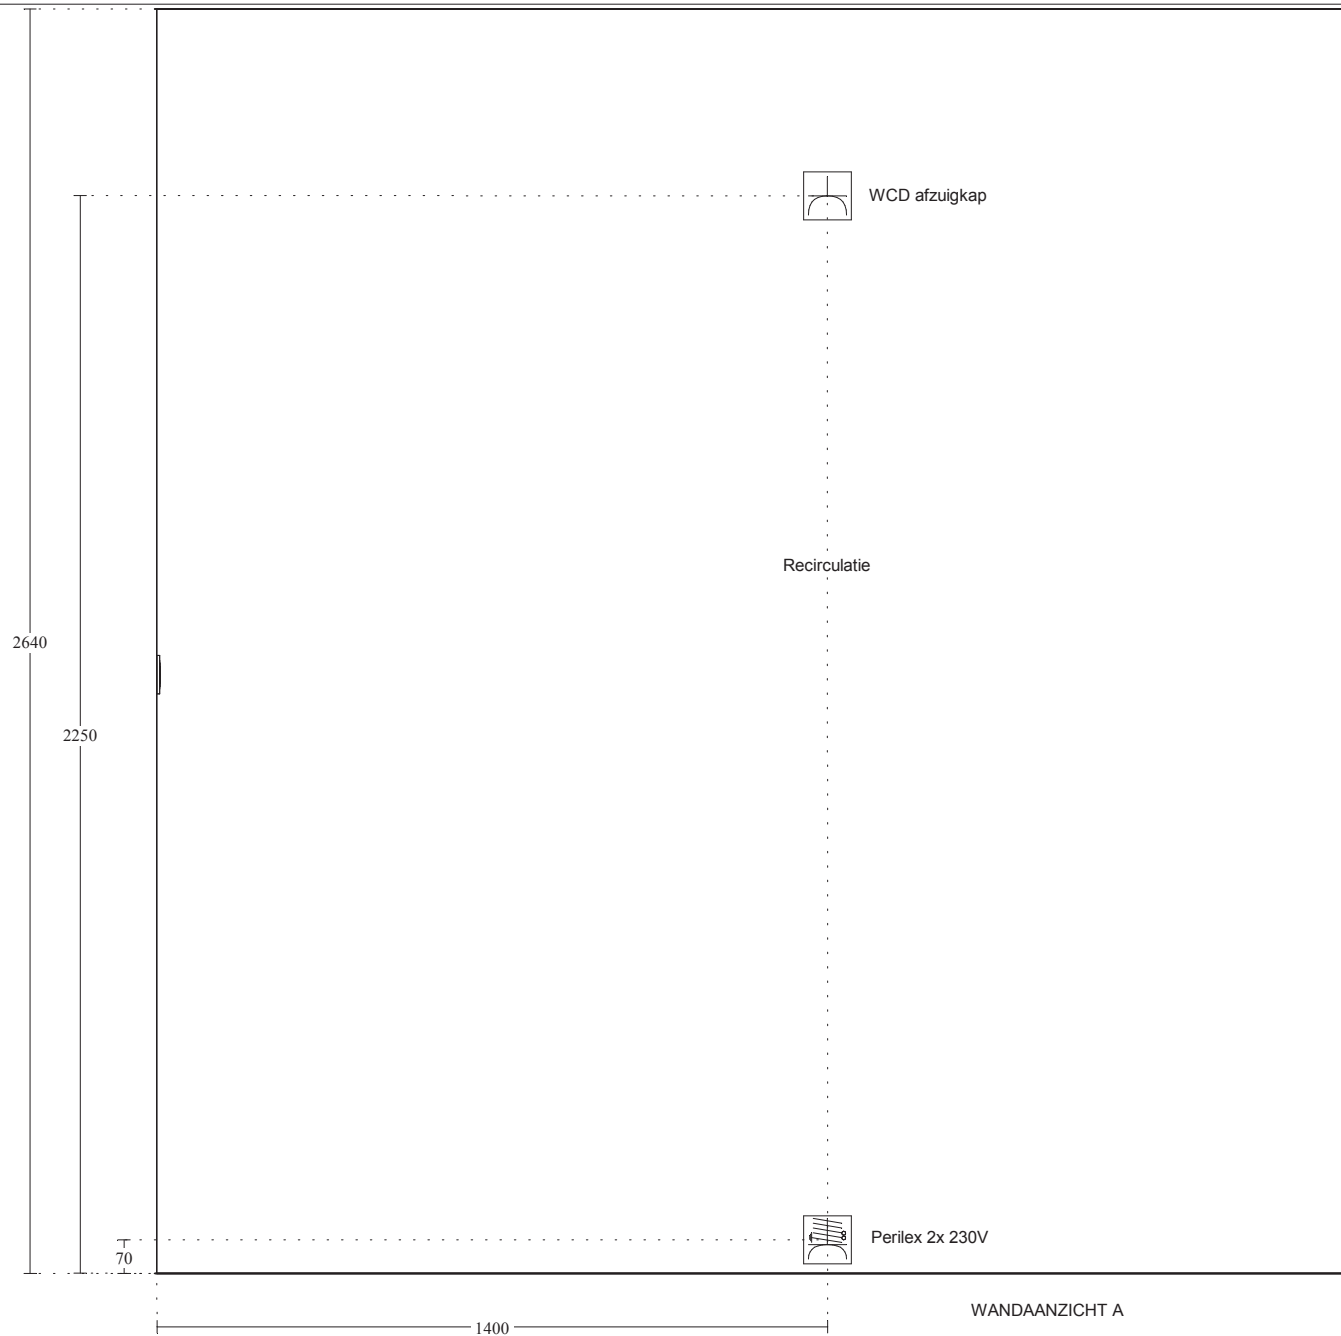 WCD afzuigkap
Recirculatie
2640
2250
Perilex 2x 230V
70
WANDAANZICHT A
1400